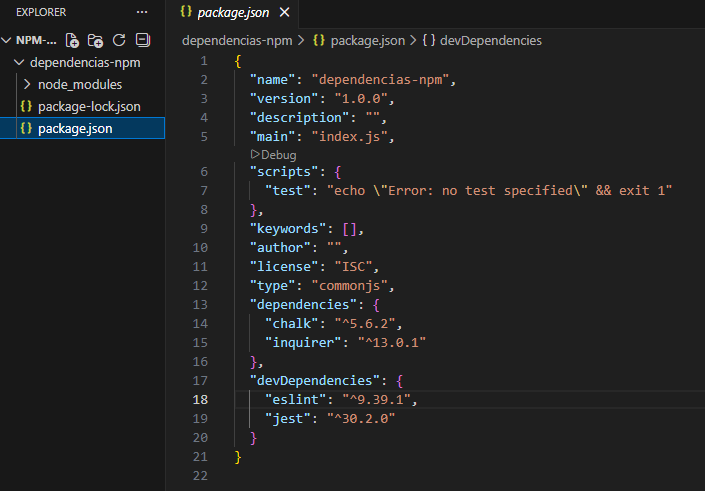 EXPLORER
NPM-...
dependencias-npm
node_modules
package-lock.json
package.json
package.json
dependencias-npm > package.json > devDependencies
1 {
2 "name": "dependencias-npm",
3 "version": "1.0.0",
4 "description": "",
5 "main": "index.js",
Debug
6 "scripts": {
7 "test": "echo \"Error: no test specified\" && exit 1"
8 },
9 "keywords": [],
10 "author": "",
11 "license": "ISC",
12 "type": "commonjs",
13 "dependencies": {
14 "chalk": "^5.6.2",
15 "inquirer": "^13.0.1"
16 },
17 "devDependencies": {
18 "eslint": "^9.39.1",
19 "jest": "^30.2.0"
20 }
21 }
22